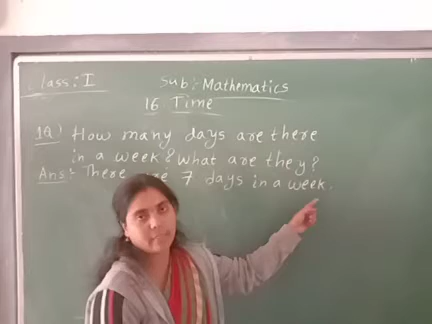 Class: I
Sub: Mathematics
16. Time
1Q) How many days are there
in a week? What are they?
Ans: There are 7 days in a week.